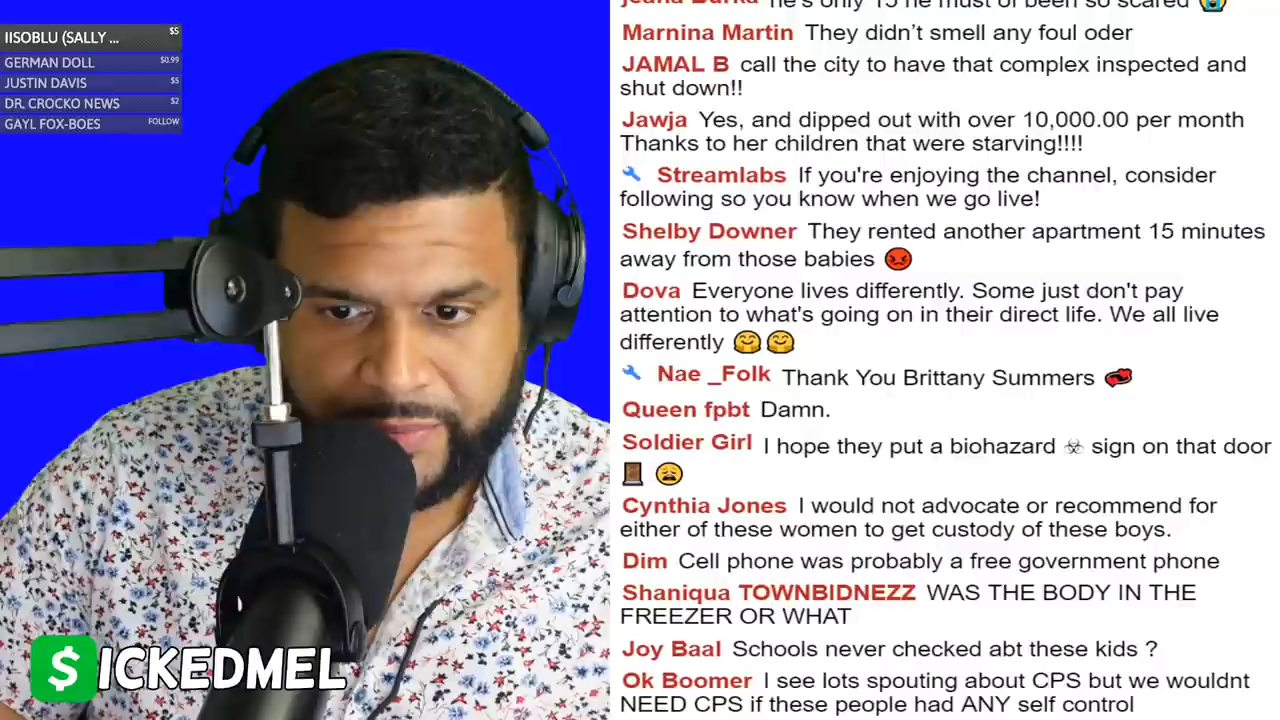 IISOBLU (SALLY ... $5
GERMAN DOLL $0.99
JUSTIN DAVIS $5
DR. CROCKO NEWS $2
GAYL FOX-BOES FOLLOW
$ICKEDMEL
he's only 15 he must of been so scared 😭
Marnina Martin They didn't smell any foul oder
JAMAL B call the city to have that complex inspected and
shut down!!
Jawja Yes, and dipped out with over 10,000.00 per month
Thanks to her children that were starving!!!!
Streamlabs If you're enjoying the channel, consider
following so you know when we go live!
Shelby Downer They rented another apartment 15 minutes
away from those babies 😡
Dova Everyone lives differently. Some just don't pay
attention to what's going on in their direct life. We all live
differently 🤗🤗
Nae _Folk Thank You Brittany Summers 💞
Queen fpbt Damn.
Soldier Girl I hope they put a biohazard ☣ sign on that door
🚪 😩
Cynthia Jones I would not advocate or recommend for
either of these women to get custody of these boys.
Dim Cell phone was probably a free government phone
Shaniqua TOWNBIDNEZZ WAS THE BODY IN THE
FREEZER OR WHAT
Joy Baal Schools never checked abt these kids ?
Ok Boomer I see lots spouting about CPS but we wouldnt
NEED CPS if these people had ANY self control